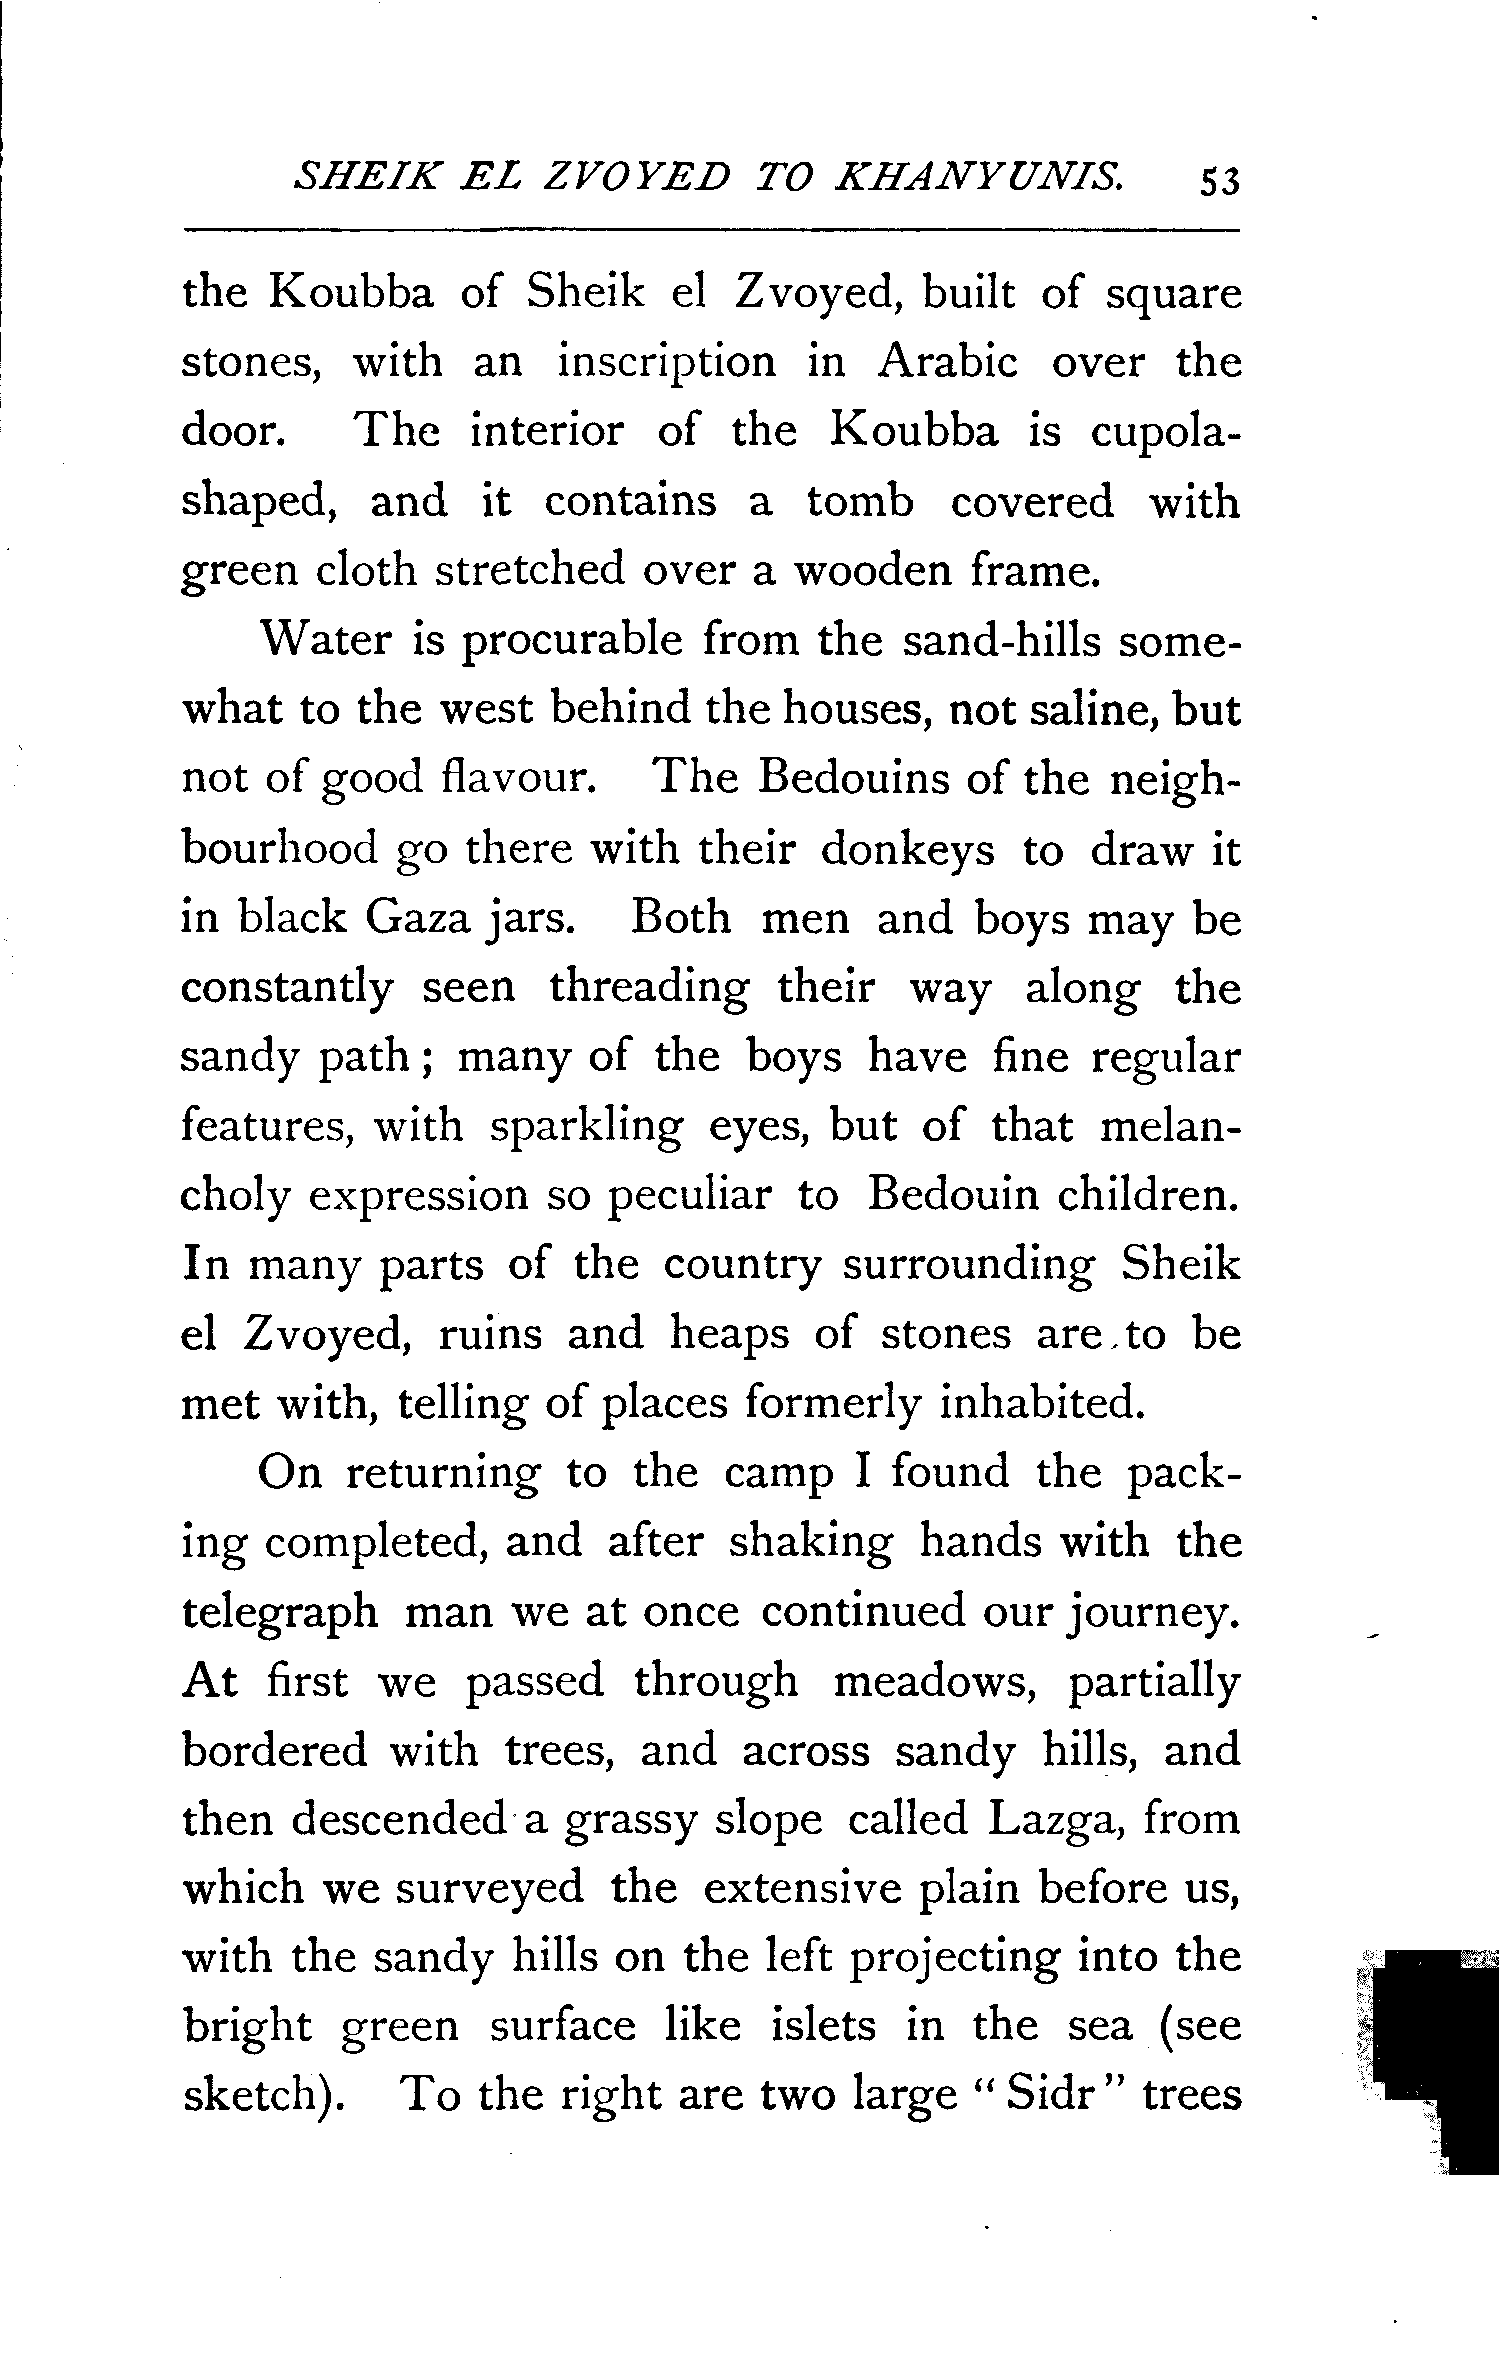 SHEIK EL ZVOYED TO KHANYUNIS. 53
the Koubba of Sheik el Zvoyed, built of square
stones, with an inscription in Arabic over the
door. The interior of the Koubba is cupola-
shaped, and it contains a tomb covered with
green cloth stretched over a wooden frame.
Water is procurable from the sand-hills some-
what to the west behind the houses, not saline, but
not of good flavour. The Bedouins of the neigh-
bourhood go there with their donkeys to draw it
in black Gaza jars. Both men and boys may be
constantly seen threading their way along the
sandy path; many of the boys have fine regular
features, with sparkling eyes, but of that melan-
choly expression so peculiar to Bedouin children.
In many parts of the country surrounding Sheik
el Zvoyed, ruins and heaps of stones are to be
met with, telling of places formerly inhabited.
On returning to the camp I found the pack-
ing completed, and after shaking hands with the
telegraph man we at once continued our journey.
At first we passed through meadows, partially
bordered with trees, and across sandy hills, and
then descended a grassy slope called Lazga, from
which we surveyed the extensive plain before us,
with the sandy hills on the left projecting into the
bright green surface like islets in the sea (see
sketch). To the right are two large "Sidr" trees